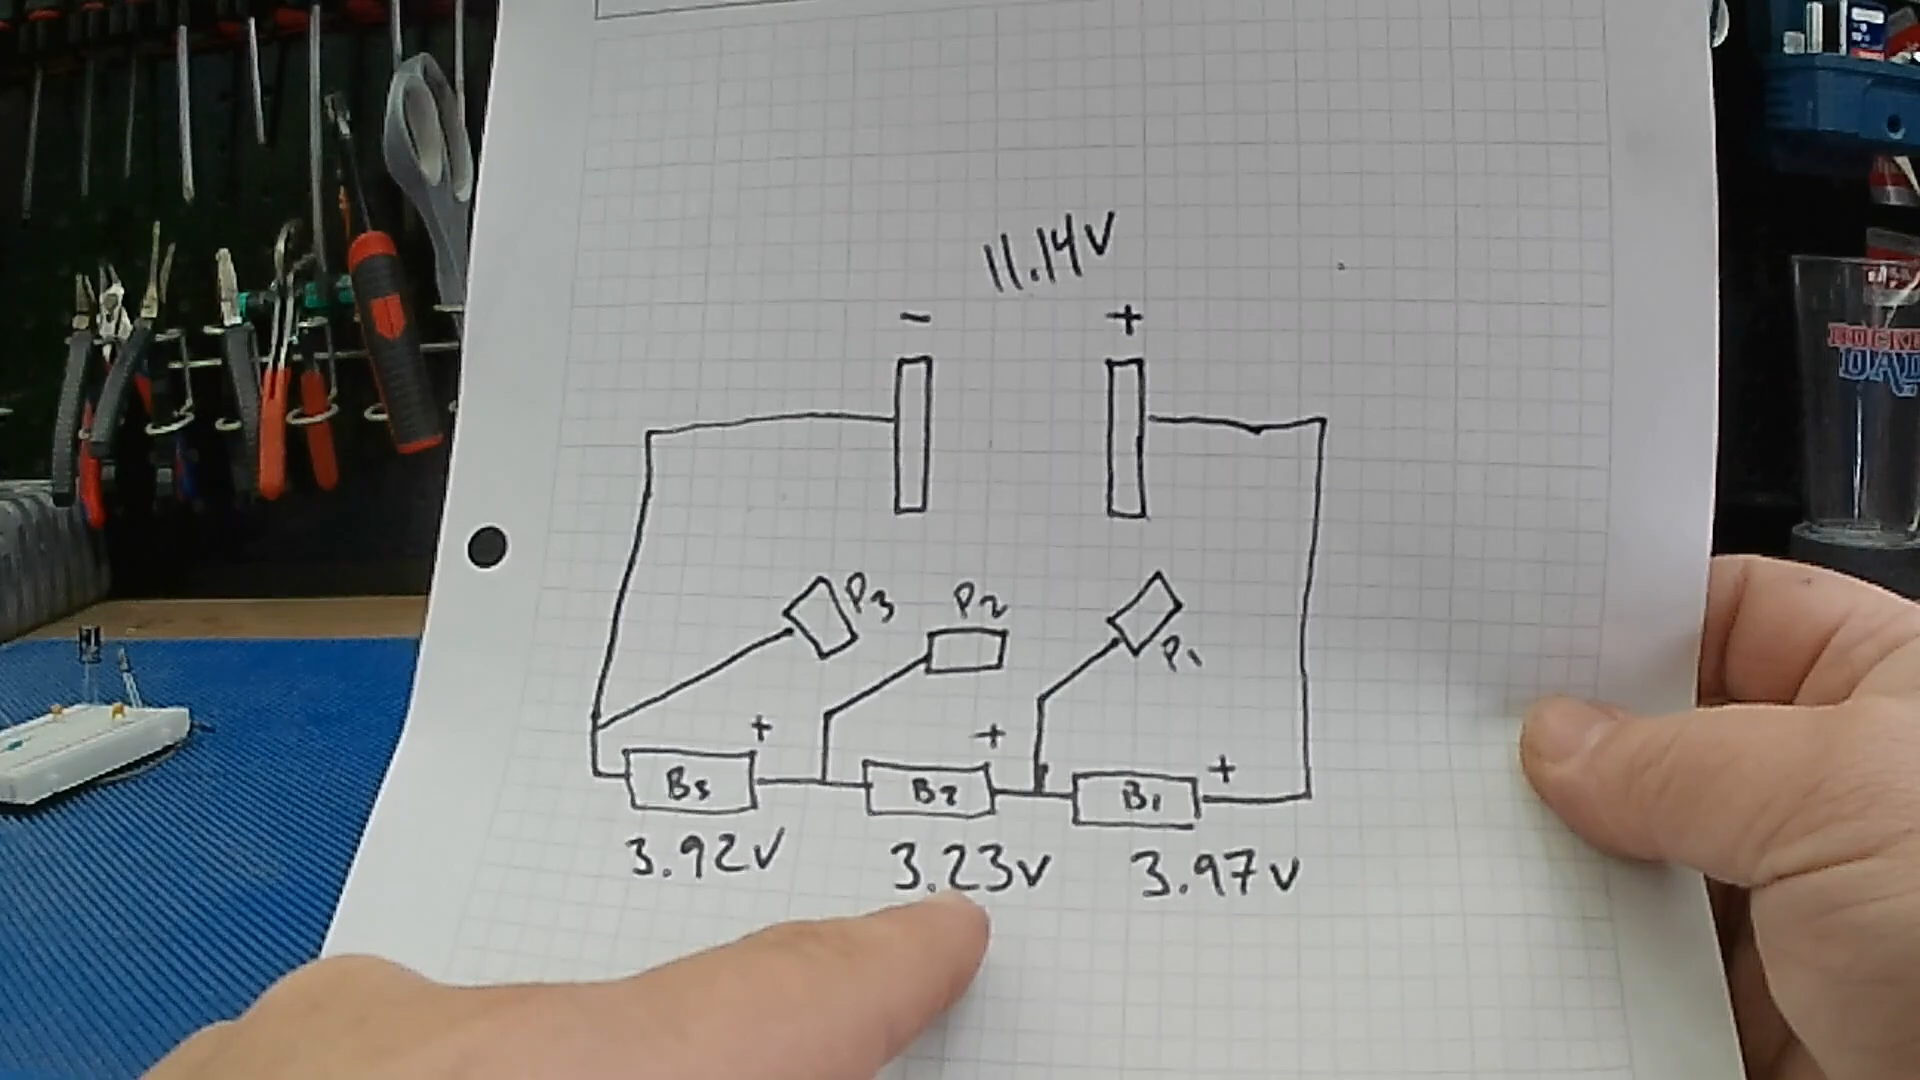 11.14V
- +
P3 P2
P1
+ + +
B3 B2 B1
3.92V 3.23V 3.97V